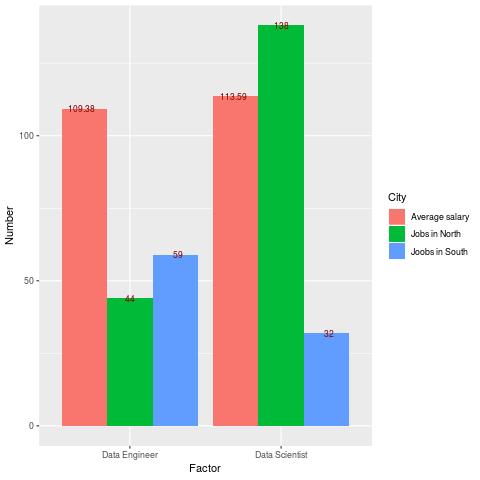 138
113.59
109.38
100
59
50
44
32
0
Number
Data Engineer
Data Scientist
Factor
City
Average salary
Jobs in North
Joobs in South